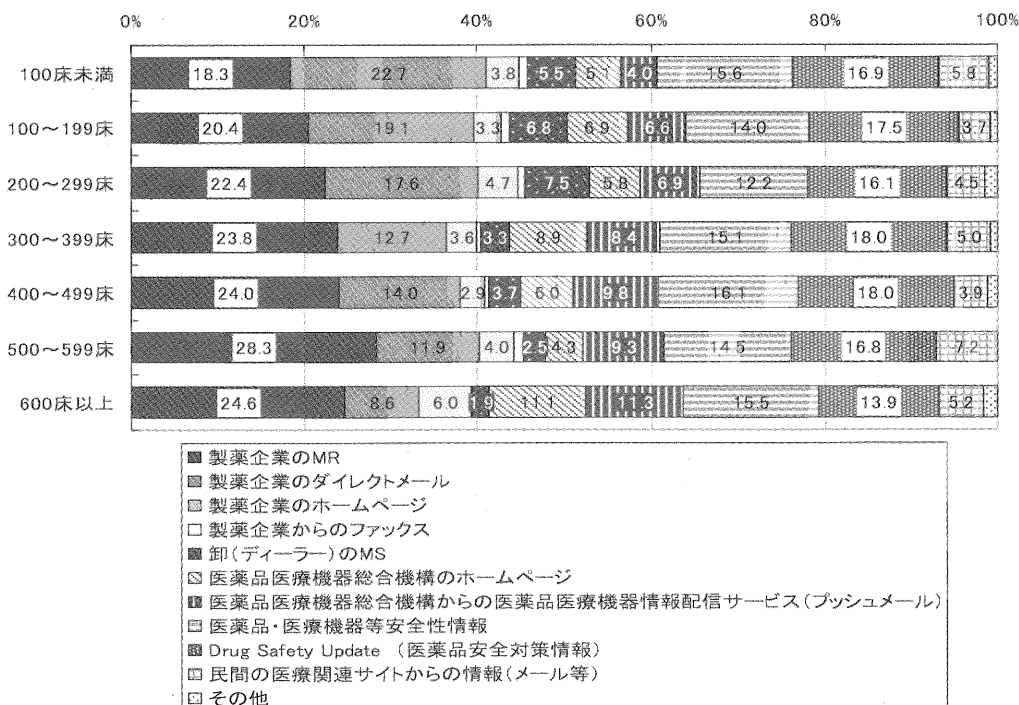 0% 20% 40% 60% 80% 100%
100床未満 18.3 22.7 3.8 5.5 5.1 4.0 15.6 16.9 5.8
100～199床 20.4 19.1 3.3 6.8 6.9 6.6 14.0 17.5 3.7
200～299床 22.4 17.6 4.7 7.5 5.8 6.9 12.2 16.1 4.5
300～399床 23.8 12.7 3.6 3.3 8.9 8.4 15.1 18.0 5.0
400～499床 24.0 14.0 2.9 3.7 6.0 9.8 16.1 18.0 3.9
500～599床 28.3 11.9 4.0 2.5 4.3 9.3 14.5 16.8 7.2
600床以上 24.6 8.6 6.0 1.9 11.1 11.3 15.5 13.9 5.2
製薬企業のMR
製薬企業のダイレクトメール
製薬企業のホームページ
製薬企業からのファックス
卸(ディーラー)のMS
医薬品医療機器総合機構のホームページ
医薬品医療機器総合機構からの医薬品医療機器情報配信サービス(プッシュメール)
医薬品・医療機器等安全性情報
Drug Safety Update （医薬品安全対策情報）
民間の医療関連サイトからの情報(メール等)
その他